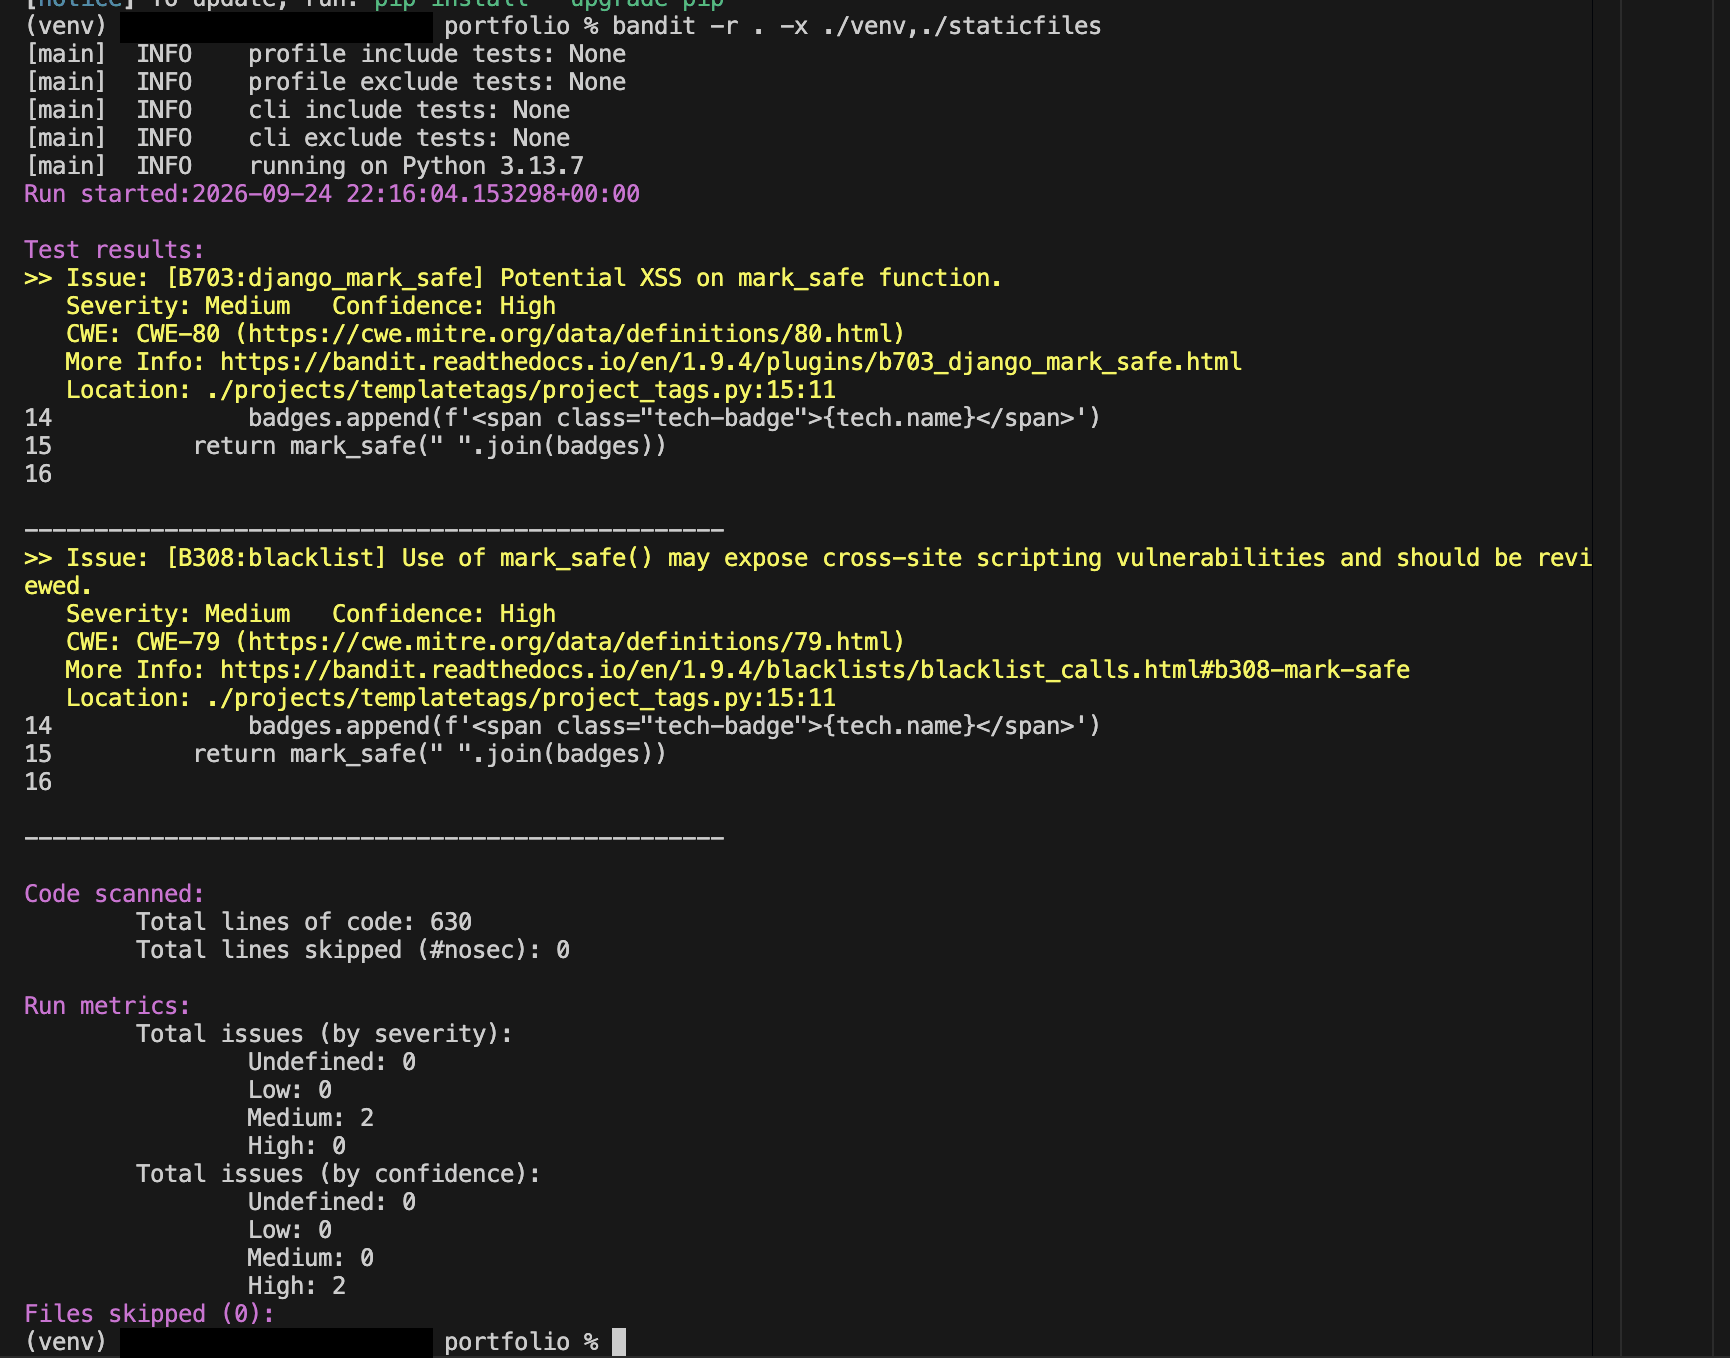 [notice] To update, run: pip install --upgrade pip
(venv) portfolio % bandit -r . -x ./venv,./staticfiles
[main]  INFO    profile include tests: None
[main]  INFO    profile exclude tests: None
[main]  INFO    cli include tests: None
[main]  INFO    cli exclude tests: None
[main]  INFO    running on Python 3.13.7
Run started:2026-09-24 22:16:04.153298+00:00
Test results:
>> Issue: [B703:django_mark_safe] Potential XSS on mark_safe function.
   Severity: Medium   Confidence: High
   CWE: CWE-80 (https://cwe.mitre.org/data/definitions/80.html)
   More Info: https://bandit.readthedocs.io/en/1.9.4/plugins/b703_django_mark_safe.html
   Location: ./projects/templatetags/project_tags.py:15:11
14              badges.append(f'<span class="tech-badge">{tech.name}</span>')
15          return mark_safe(" ".join(badges))
16
--------------------------------------------------
>> Issue: [B308:blacklist] Use of mark_safe() may expose cross-site scripting vulnerabilities and should be revi
ewed.
   Severity: Medium   Confidence: High
   CWE: CWE-79 (https://cwe.mitre.org/data/definitions/79.html)
   More Info: https://bandit.readthedocs.io/en/1.9.4/blacklists/blacklist_calls.html#b308-mark-safe
   Location: ./projects/templatetags/project_tags.py:15:11
14              badges.append(f'<span class="tech-badge">{tech.name}</span>')
15          return mark_safe(" ".join(badges))
16
--------------------------------------------------
Code scanned:
        Total lines of code: 630
        Total lines skipped (#nosec): 0
Run metrics:
        Total issues (by severity):
                Undefined: 0
                Low: 0
                Medium: 2
                High: 0
        Total issues (by confidence):
                Undefined: 0
                Low: 0
                Medium: 0
                High: 2
Files skipped (0):
(venv) portfolio %